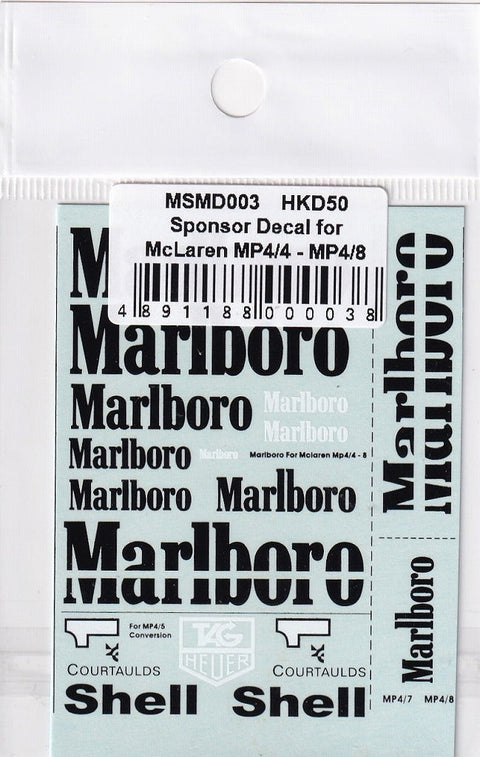 MSMD003 HKD50
Sponsor Decal for
McLaren MP4/4 - MP4/8
4 891188 000038
M
Marlboro
Marlboro
Marlboro
Marlboro
Marlboro
Marlboro
Marlboro For Mclaren Mp4/4 - 8
Marlboro
Marlboro
Marlboro
Marlboro
Marlboro
Marlboro
For MP4/5
Conversion
TAG
HEUER
COURTAULDS
COURTAULDS
Shell
Shell
MP4/7
MP4/8